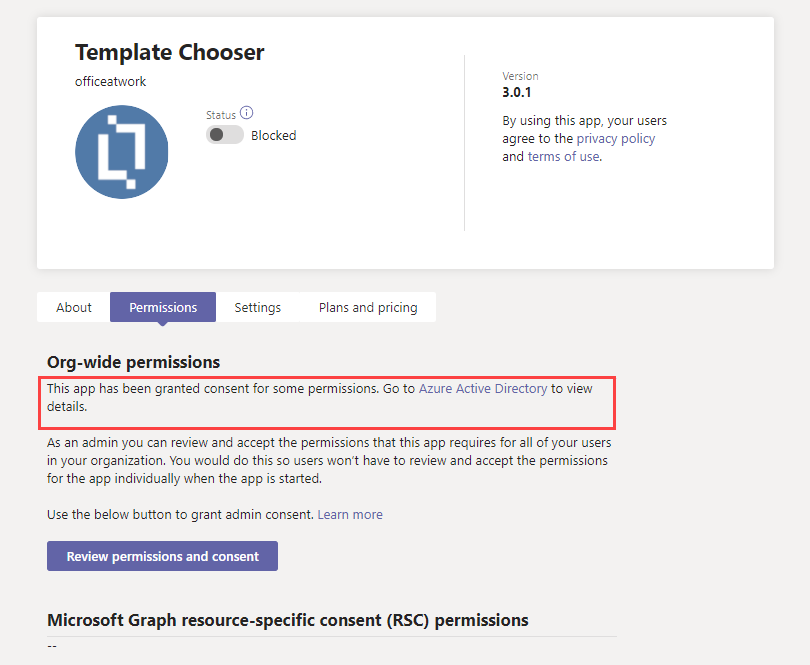 Template Chooser
officeatwork
Status
Blocked
Version
3.0.1
By using this app, your users
agree to the privacy policy
and terms of use.
About
Permissions
Settings
Plans and pricing
Org-wide permissions
This app has been granted consent for some permissions. Go to Azure Active Directory to view
details.
As an admin you can review and accept the permissions that this app requires for all of your users
in your organization. You would do this so users won't have to review and accept the permissions
for the app individually when the app is started.
Use the below button to grant admin consent. Learn more
Review permissions and consent
Microsoft Graph resource-specific consent (RSC) permissions
--